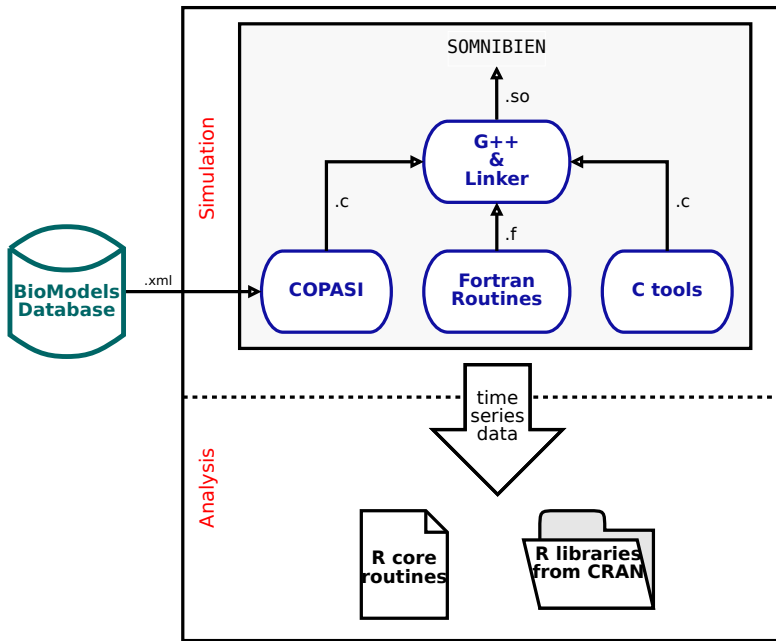 SOMNIBIEN
.so
G++
&
Linker
Simulation
.c
.f
.c
BioModels
Database
.xml
COPASI
Fortran
Routines
C tools
time
series
data
Analysis
R core
routines
R libraries
from CRAN